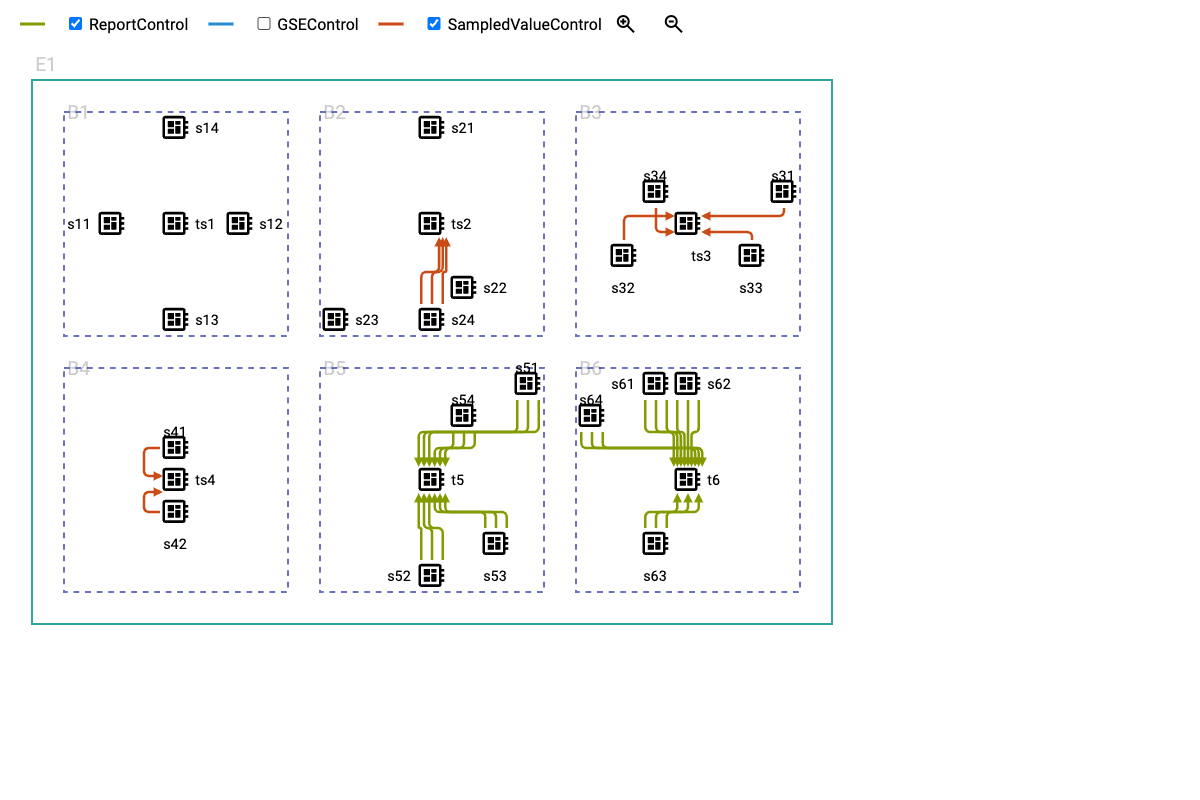 ReportControl GSEControl SampledValueControl
E1
B1 B2 B3
s14 s21
s34 s31
s11 ts1 s12 ts2
ts3
s22 s32 s33
s13 s23 s24
B4 B5 s51 B6
s61 s62
s54 s64
s41
ts4 t5 t6
s42
s52 s53 s63